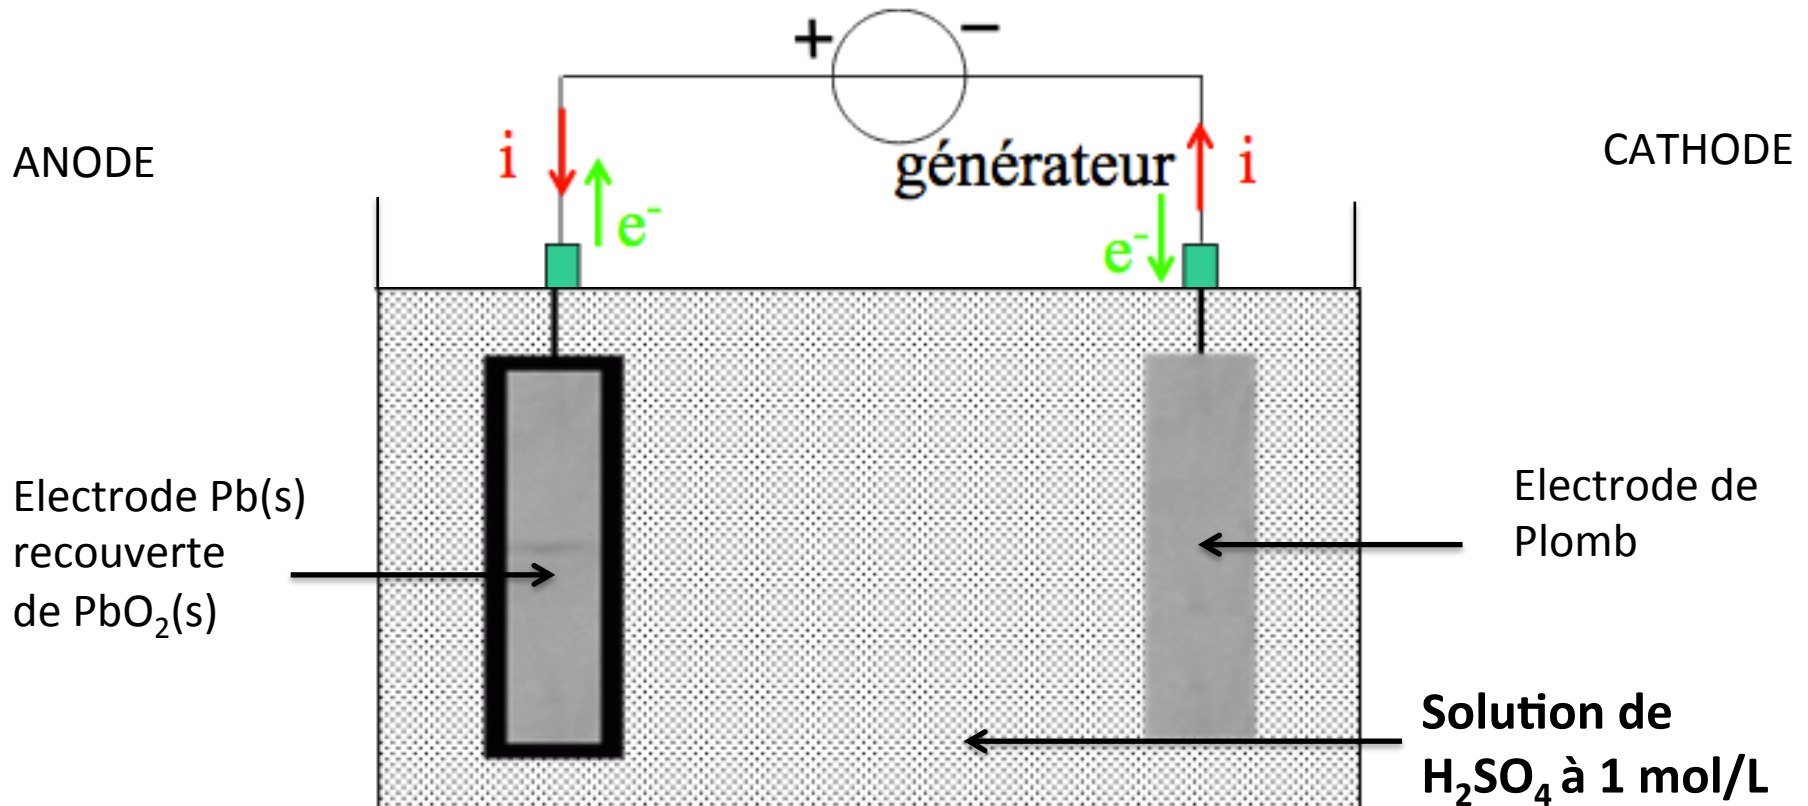 + −
ANODE
i
e⁻
générateur
e⁻
i
CATHODE
Electrode Pb(s)
recouverte
de PbO₂(s)
Electrode de
Plomb
Solution de
H₂SO₄ à 1 mol/L